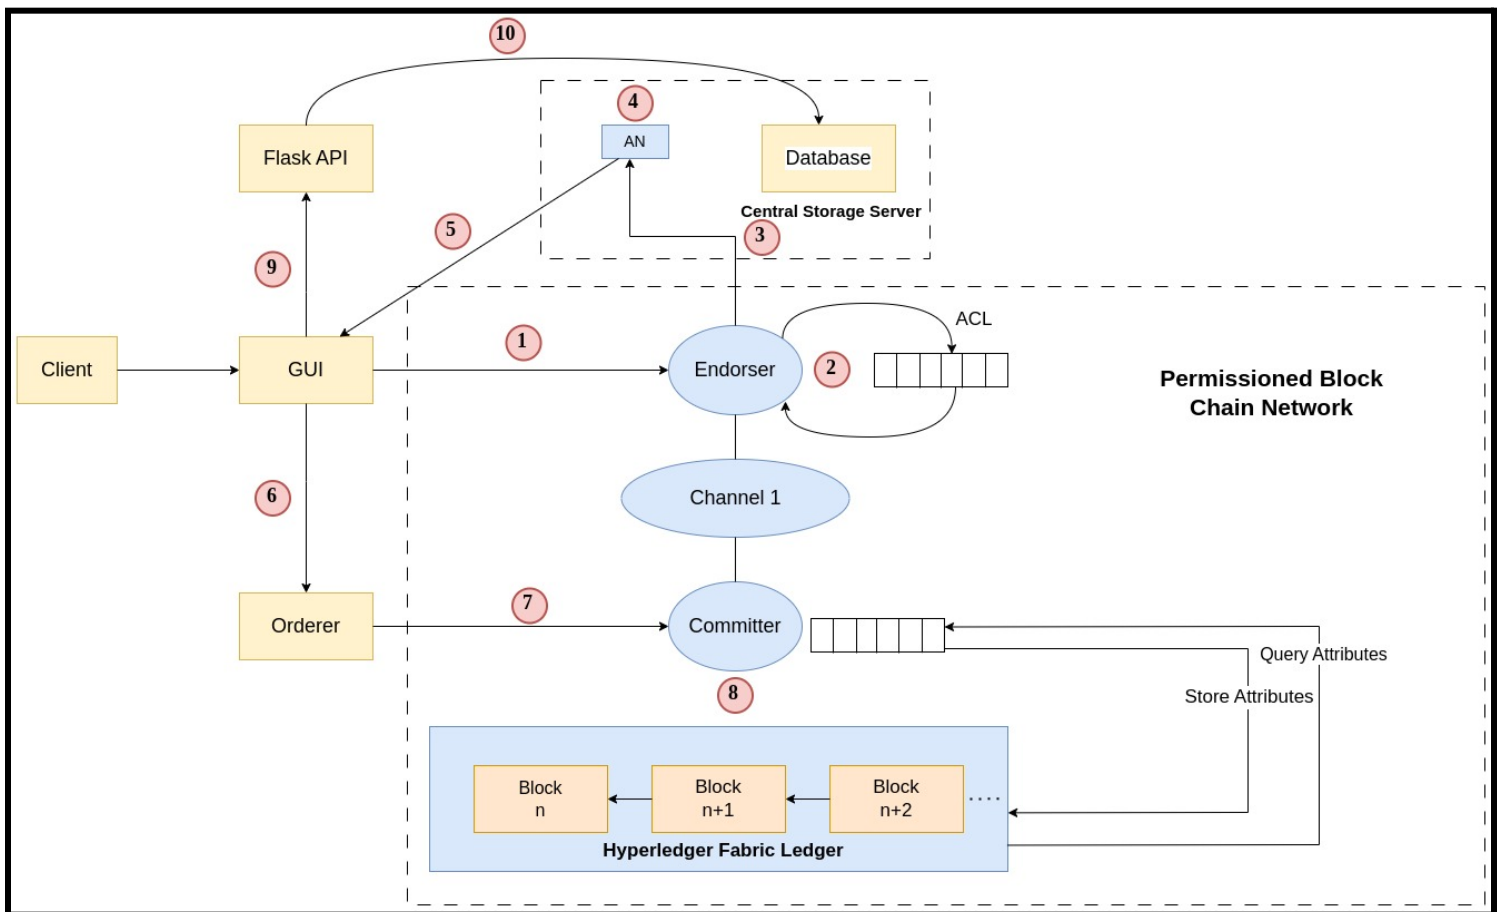 10
4
AN
Flask API
Database
Central Storage Server
5
3
9
ACL
1
Client
GUI
Endorser
2
Permissioned Block
Chain Network
6
Channel 1
7
Orderer
Committer
Query Attributes
8
Store Attributes
Block
n
Block
n+1
Block
n+2
....
Hyperledger Fabric Ledger